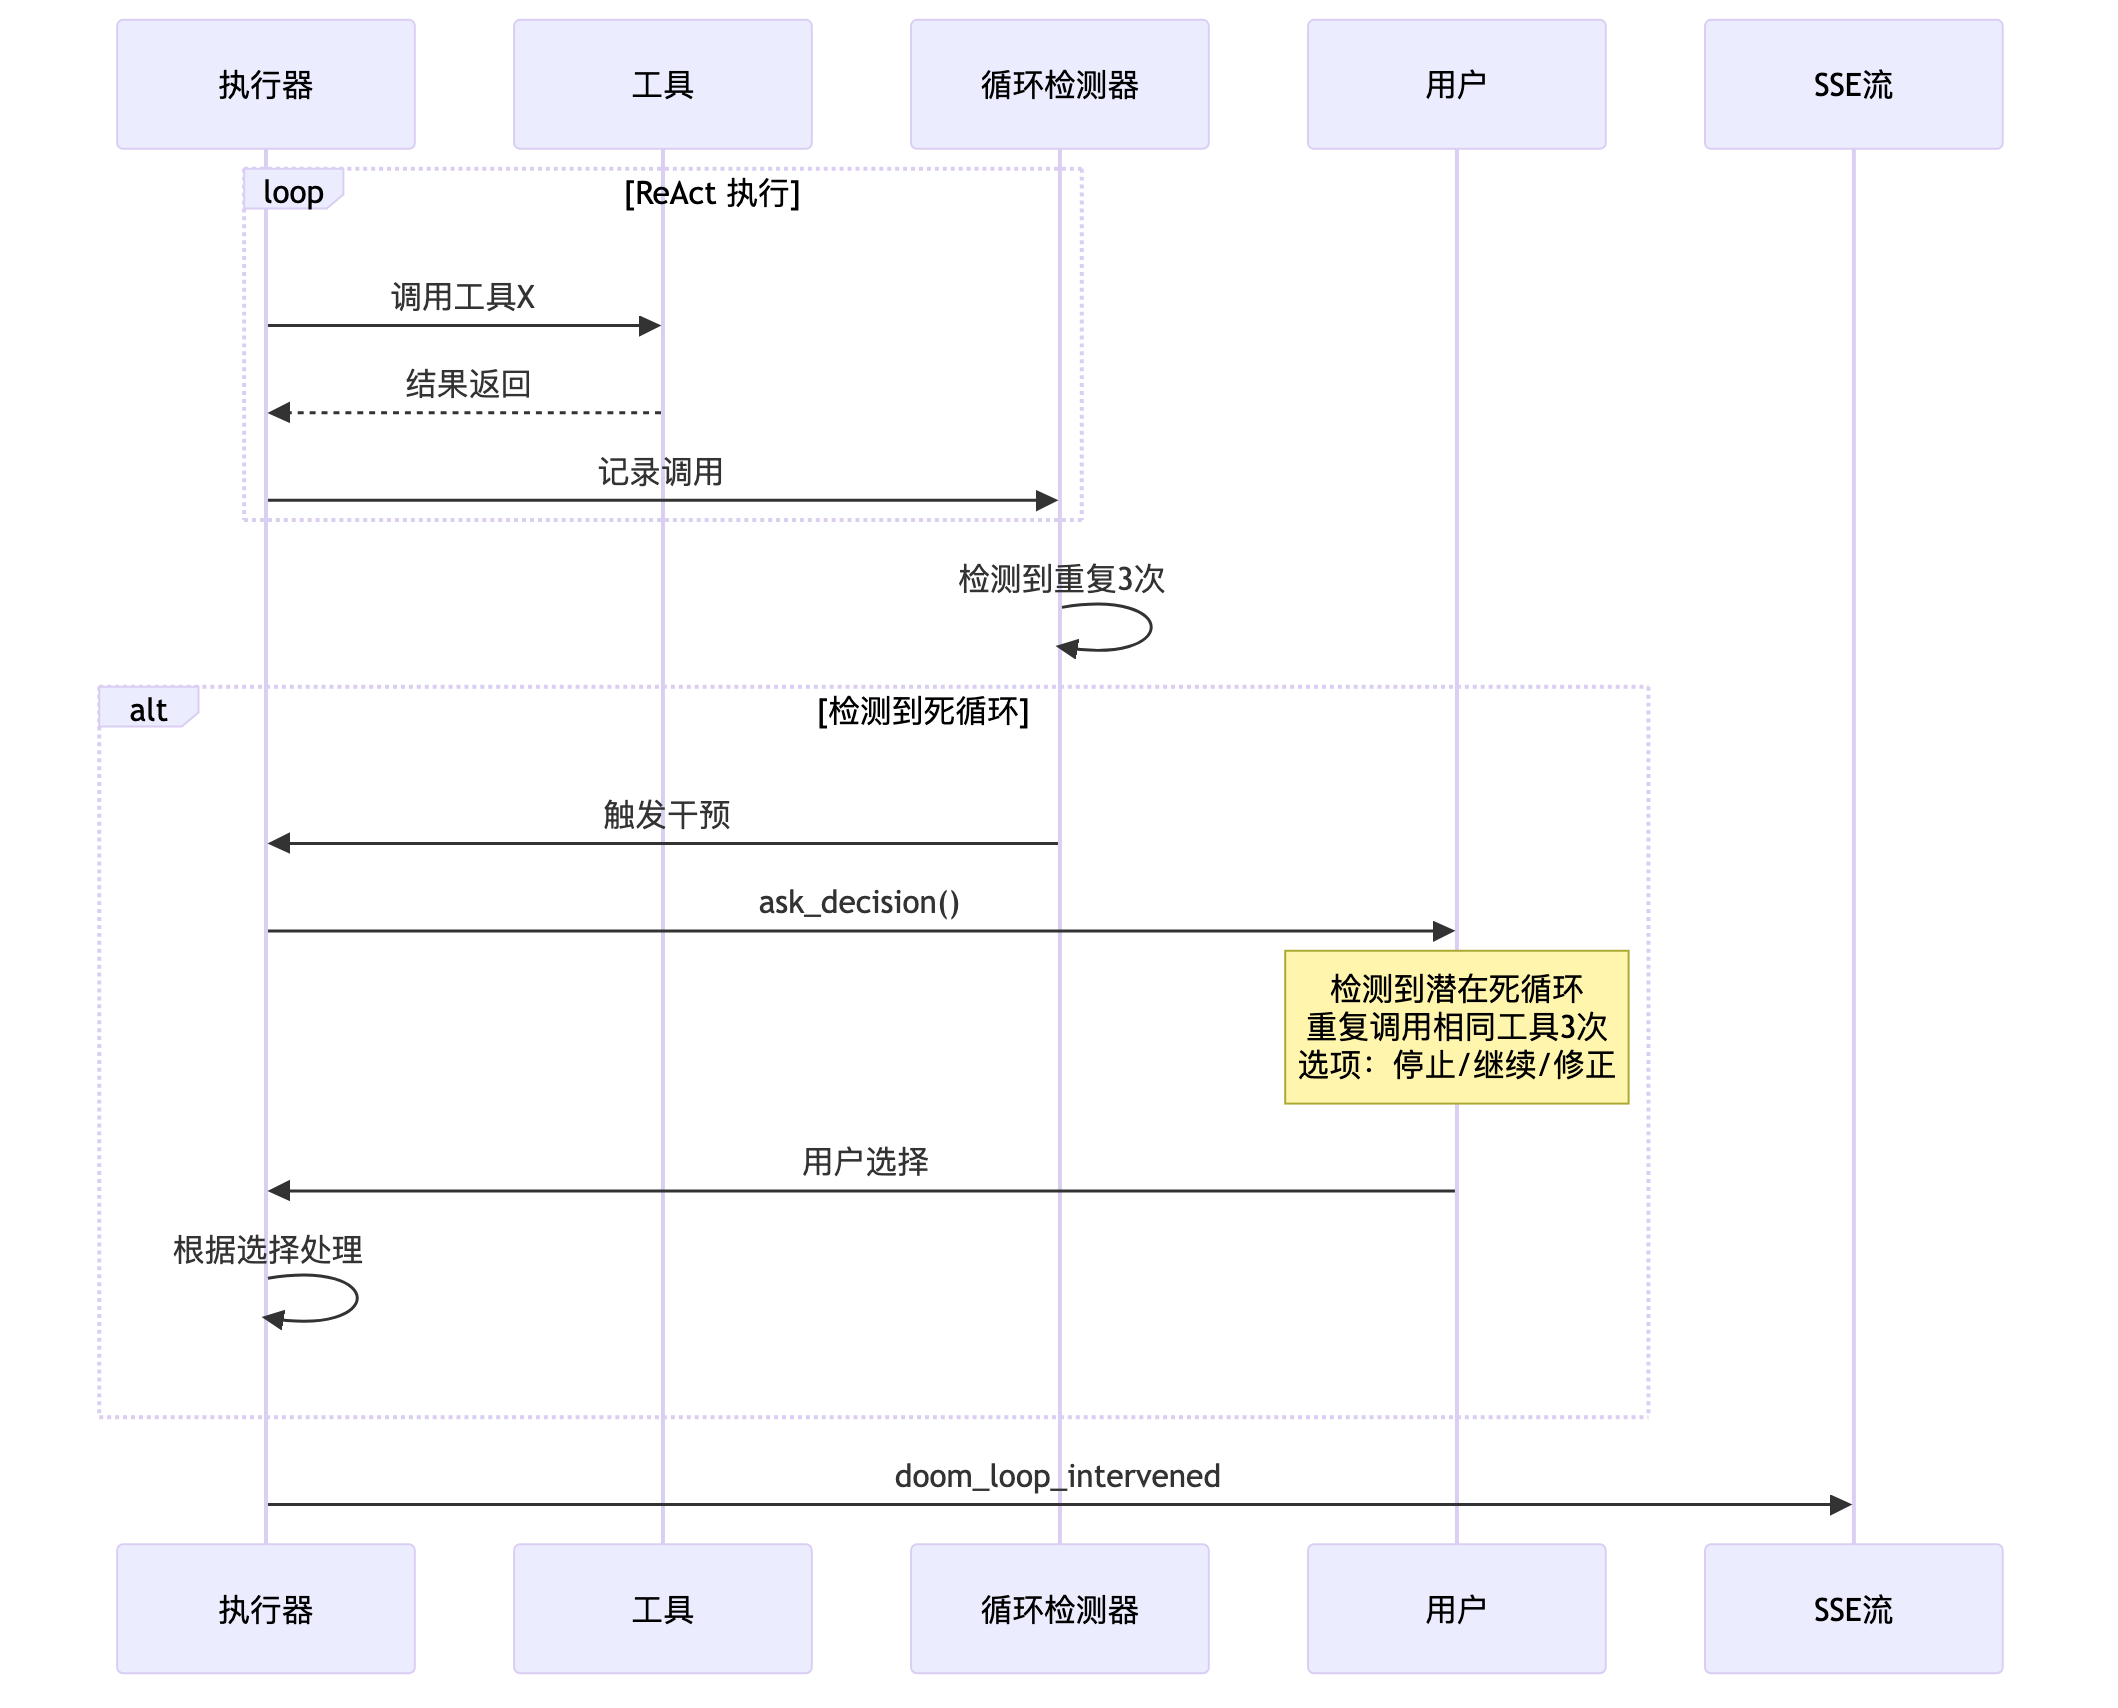 执行器
工具
循环检测器
用户
SSE流
loop
[ReAct 执行]
调用工具X
结果返回
记录调用
检测到重复3次
alt
[检测到死循环]
触发干预
ask_decision()
检测到潜在死循环
重复调用相同工具3次
选项：停止/继续/修正
用户选择
根据选择处理
doom_loop_intervened
执行器
工具
循环检测器
用户
SSE流